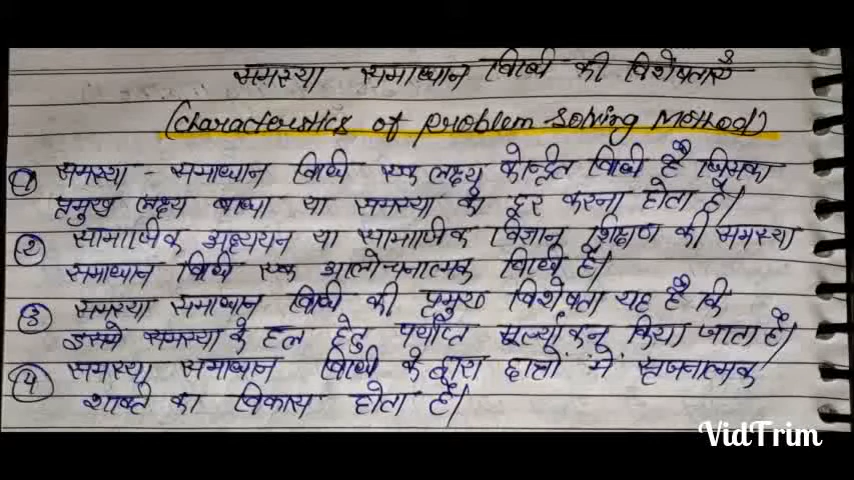 समस्या - समाधान विधि की विशेषताएँ
(Characteristics of problem solving Method)
① समस्या - समाधान विधि एक लक्ष्य केन्द्रित विधि है जिसका
प्रमुख लक्ष्य बाधा या समस्या को दूर करना होता है।
② सामाजिक अध्ययन या सामाजिक विज्ञान शिक्षण की समस्या
समाधान विधि एक आलोचनात्मक विधि है।
③ समस्या समाधान विधि की प्रमुख विशेषता यह है कि
इसमे समस्या के हल हेतु पर्याप्त मूल्यांकन किया जाता है।
④ समस्या समाधान विधि के द्वारा छात्रों में सृजनात्मक
शक्ति का विकास होता है।
VidTrim